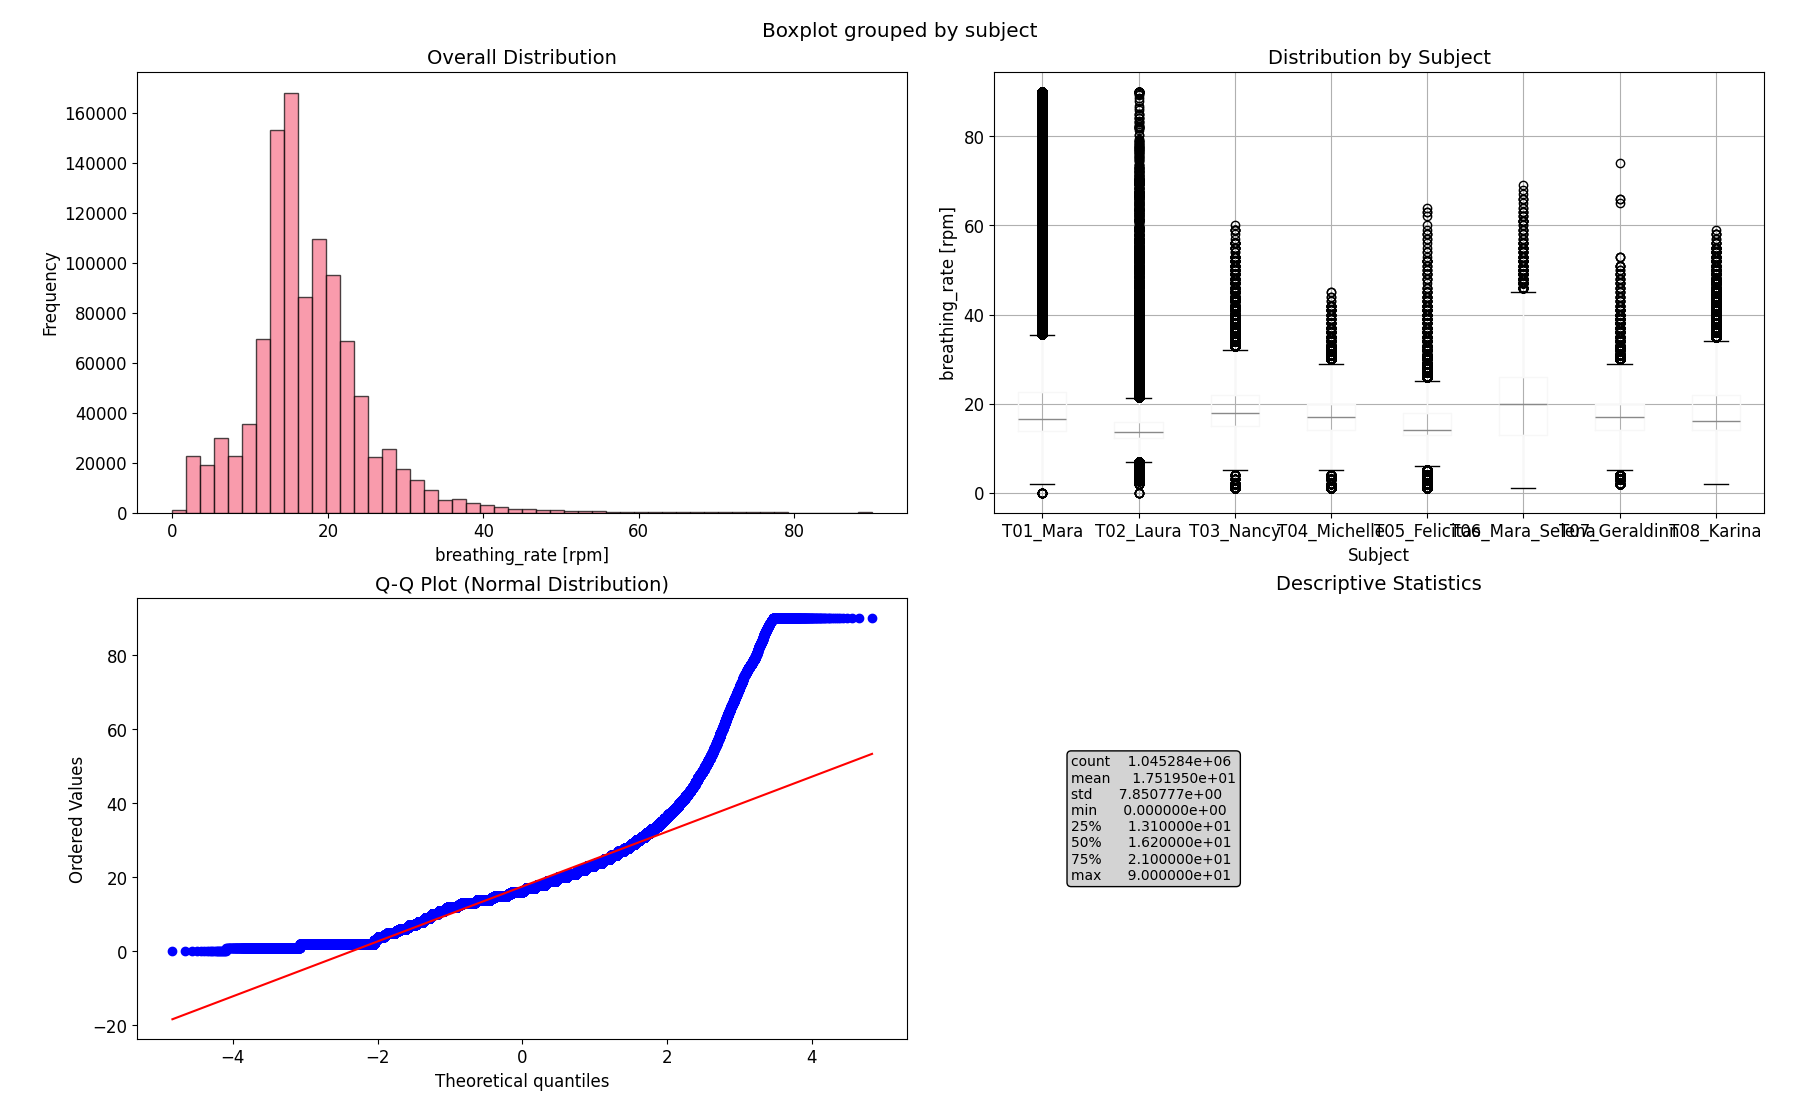 Boxplot grouped by subject
Overall Distribution
160000
140000
120000
100000
80000
60000
40000
20000
0
Frequency
0 20 40 60 80
breathing_rate [rpm]
Distribution by Subject
80
60
40
20
0
breathing_rate [rpm]
T01_Mara T02_Laura T03_Nancy T04_Michelle T05_Felicitas T06_Mara_Selena T07_Geraldinn T08_Karina
Subject
Q-Q Plot (Normal Distribution)
80
60
40
20
0
−20
Ordered Values
−4 −2 0 2 4
Theoretical quantiles
Descriptive Statistics
count 1.045284e+06
mean 1.751950e+01
std 7.850777e+00
min 0.000000e+00
25% 1.310000e+01
50% 1.620000e+01
75% 2.100000e+01
max 9.000000e+01